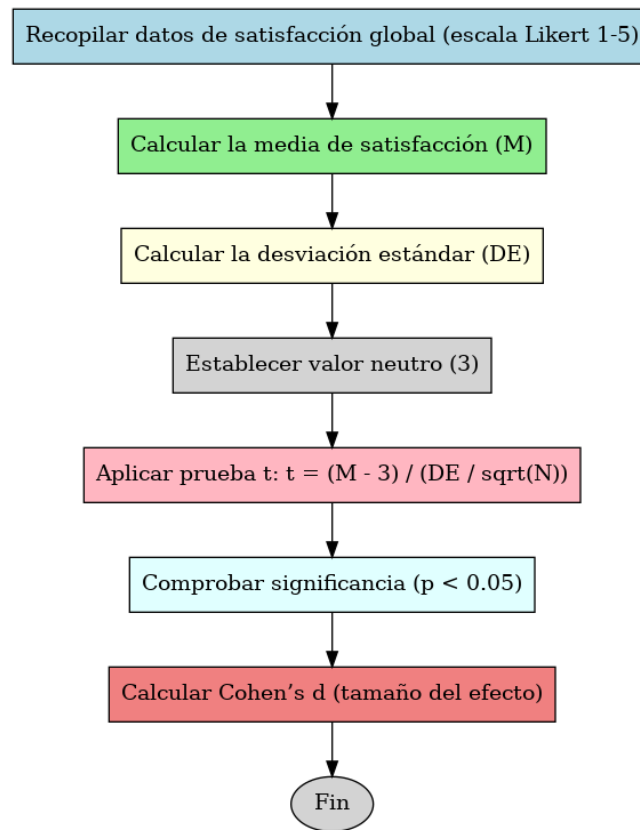 Recopilar datos de satisfacción global (escala Likert 1-5)
Calcular la media de satisfacción (M)
Calcular la desviación estándar (DE)
Establecer valor neutro (3)
Aplicar prueba t: t = (M - 3) / (DE / sqrt(N))
Comprobar significancia (p < 0.05)
Calcular Cohen’s d (tamaño del efecto)
Fin